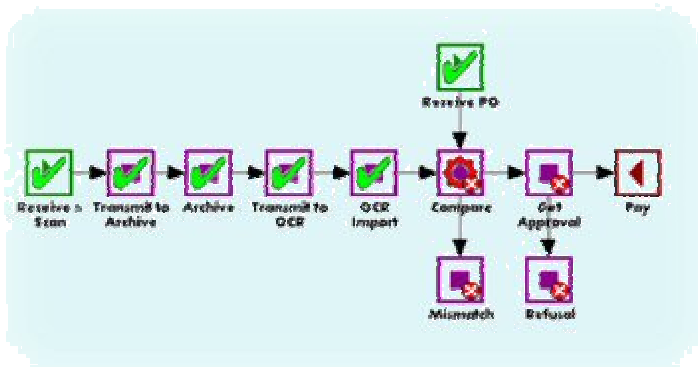 Receive PO
Receive &
Scan
Transmit to
Archive
Archive
Transmit to
OCR
OCR
Import
Compare
Get
Approval
Pay
Mismatch
Refusal